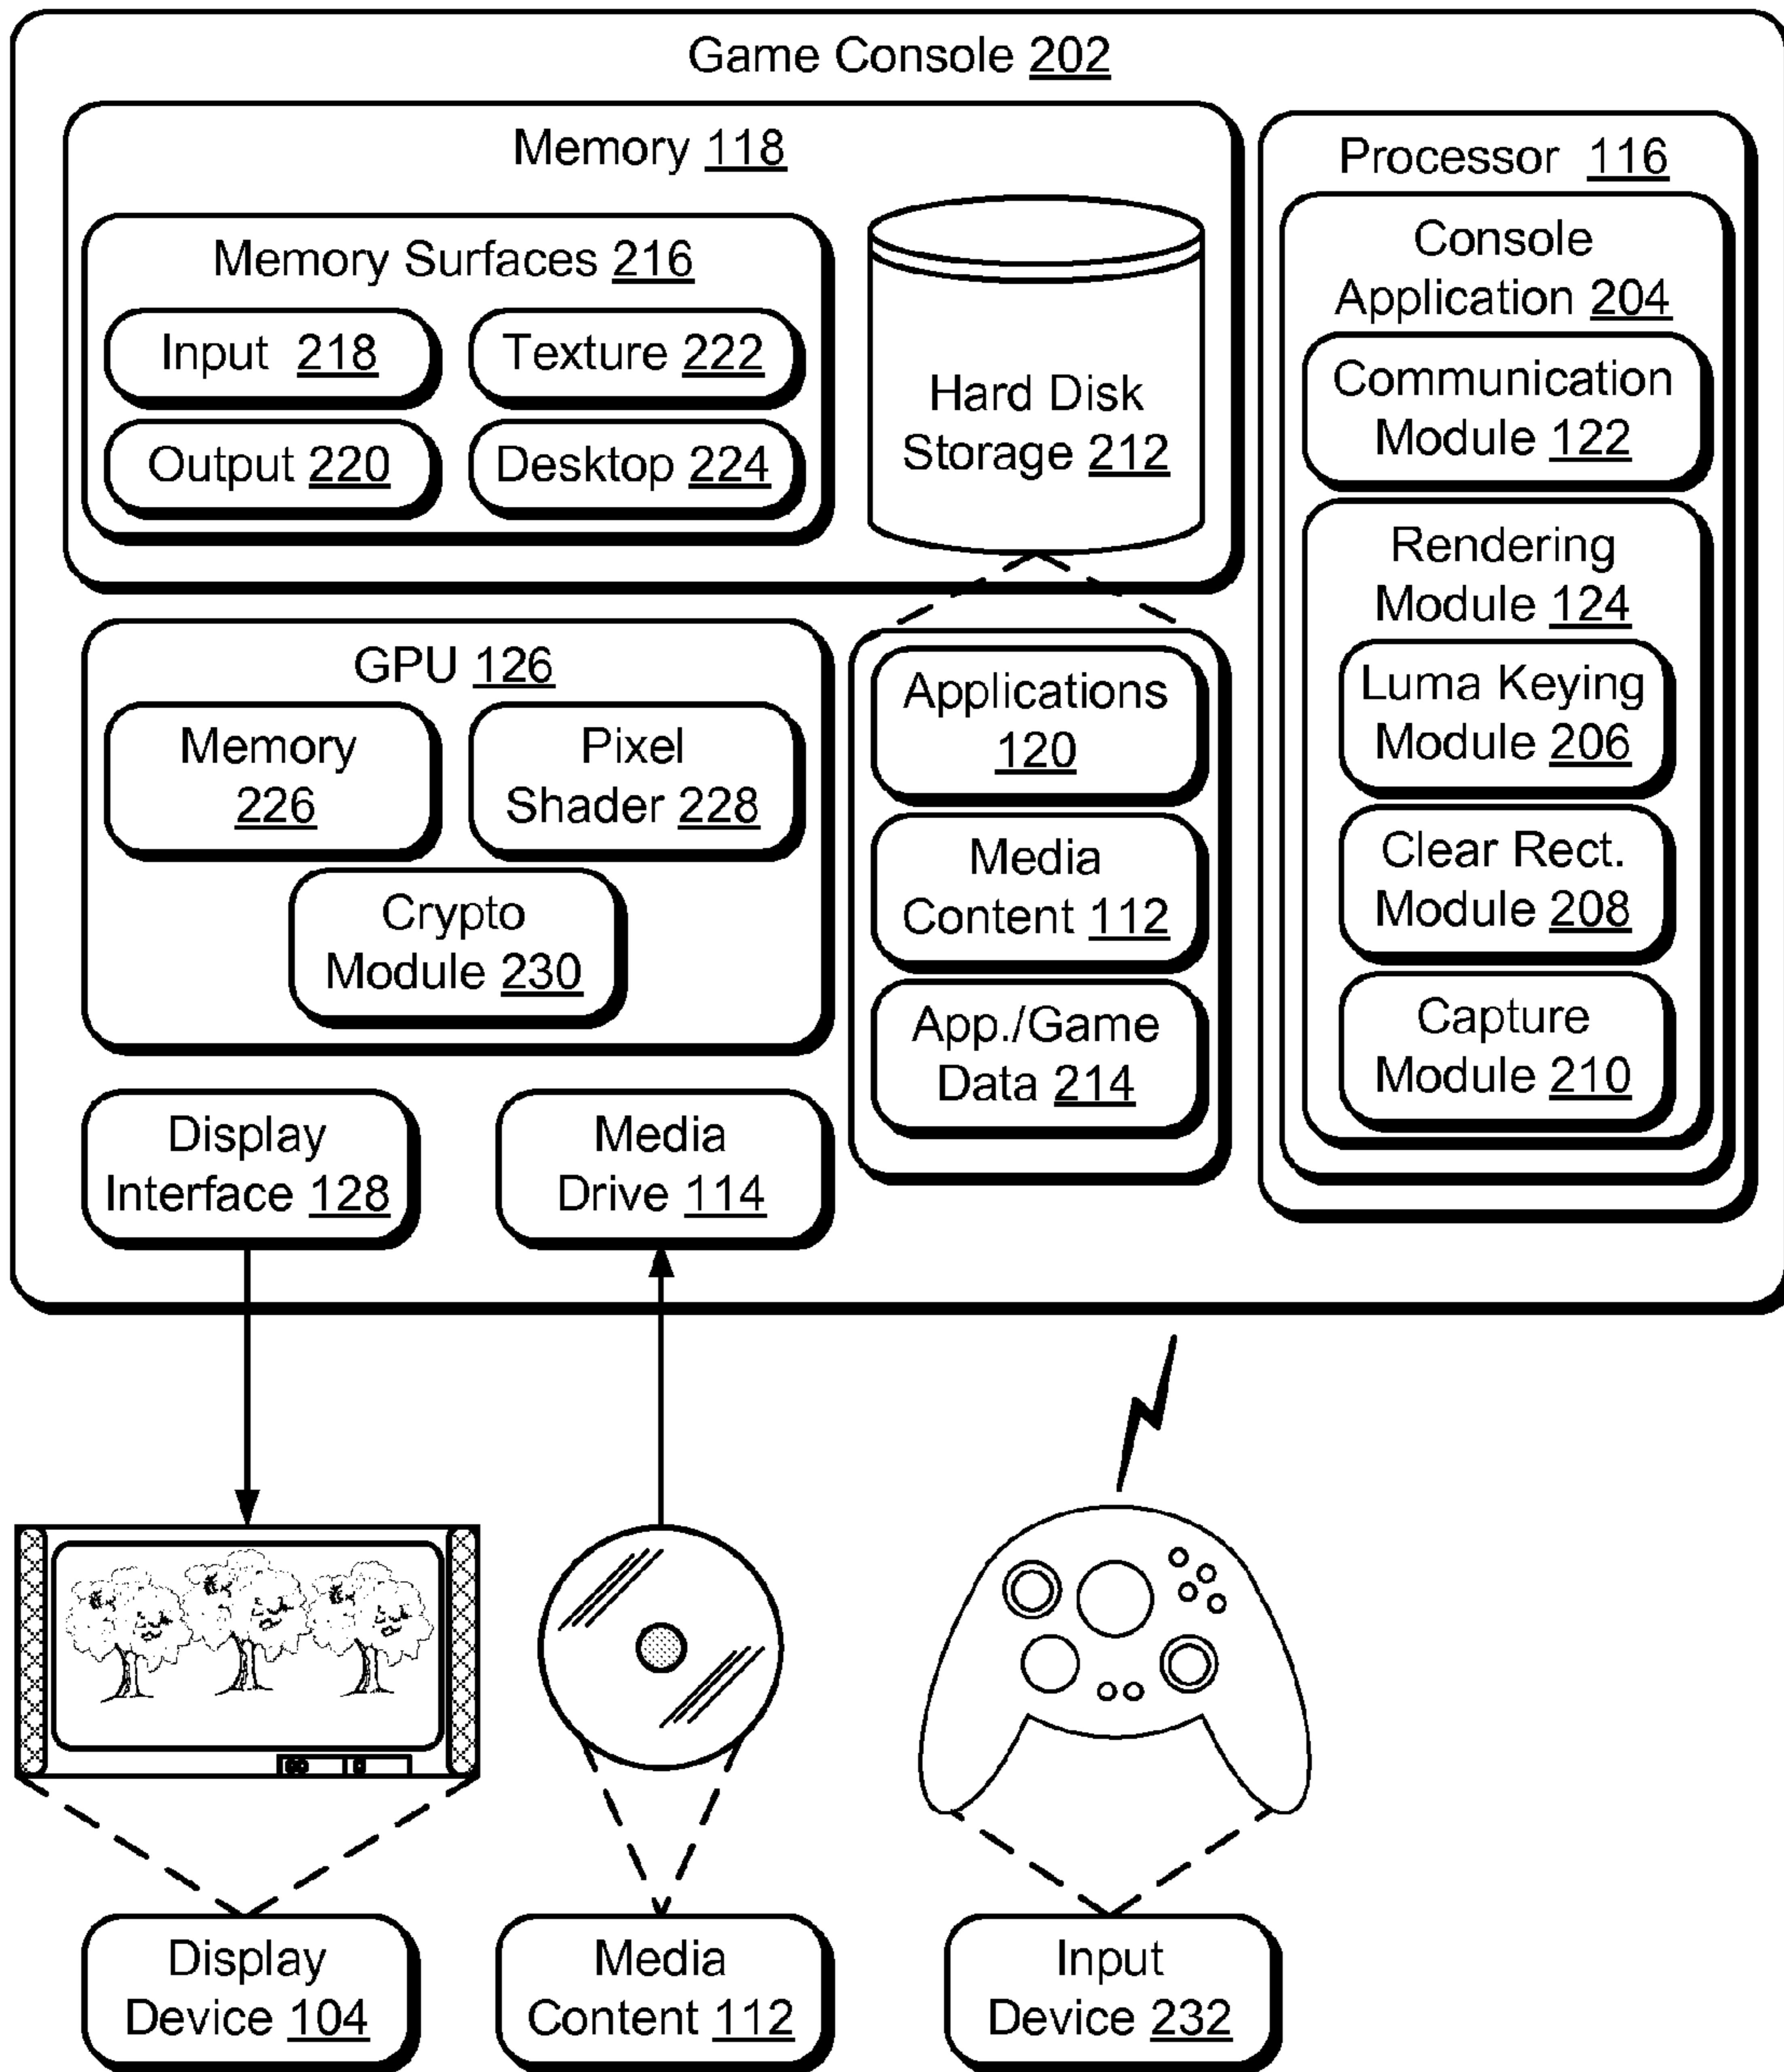 Game Console 202
Memory 118
Memory Surfaces 216
Input 218
Texture 222
Output 220
Desktop 224
Hard Disk
Storage 212
Processor 116
Console
Application 204
Communication
Module 122
Rendering
Module 124
Luma Keying
Module 206
Clear Rect.
Module 208
Capture
Module 210
GPU 126
Memory
226
Pixel
Shader 228
Crypto
Module 230
Applications
120
Media
Content 112
App./Game
Data 214
Display
Interface 128
Media
Drive 114
Display
Device 104
Media
Content 112
Input
Device 232